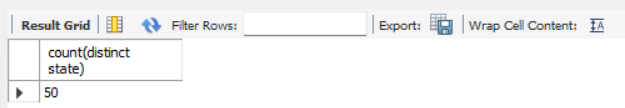 Result Grid Filter Rows: Export: Wrap Cell Content:
count(distinct
state)
50